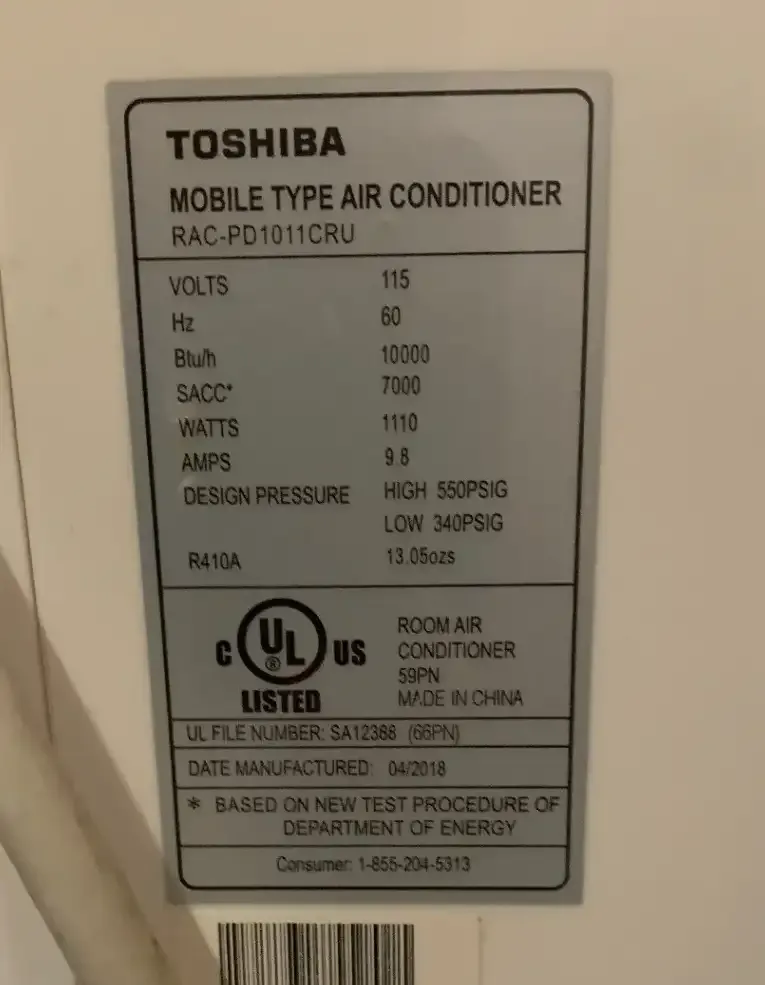 TOSHIBA
MOBILE TYPE AIR CONDITIONER
RAC-PD1011CRU
VOLTS 115
Hz 60
Btu/h 10000
SACC* 7000
WATTS 1110
AMPS 9.8
DESIGN PRESSURE HIGH 550PSIG
LOW 340PSIG
R410A 13.05ozs
C UL ® US
LISTED
ROOM AIR
CONDITIONER
59PN
MADE IN CHINA
UL FILE NUMBER: SA12388 (66PN)
DATE MANUFACTURED: 04/2018
* BASED ON NEW TEST PROCEDURE OF
DEPARTMENT OF ENERGY
Consumer: 1-855-204-5313